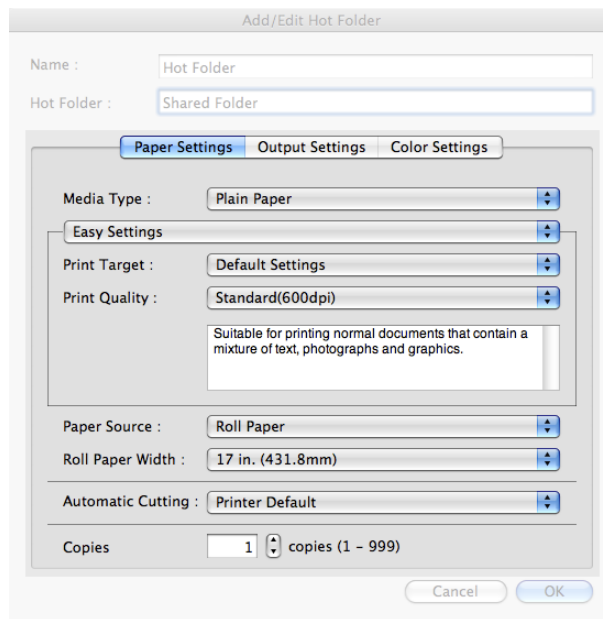 Add/Edit Hot Folder
Name : Hot Folder
Hot Folder : Shared Folder
Paper Settings Output Settings Color Settings
Media Type : Plain Paper
Easy Settings
Print Target : Default Settings
Print Quality : Standard(600dpi)
Suitable for printing normal documents that contain a
mixture of text, photographs and graphics.
Paper Source : Roll Paper
Roll Paper Width : 17 in. (431.8mm)
Automatic Cutting : Printer Default
Copies 1 copies (1 – 999)
Cancel OK